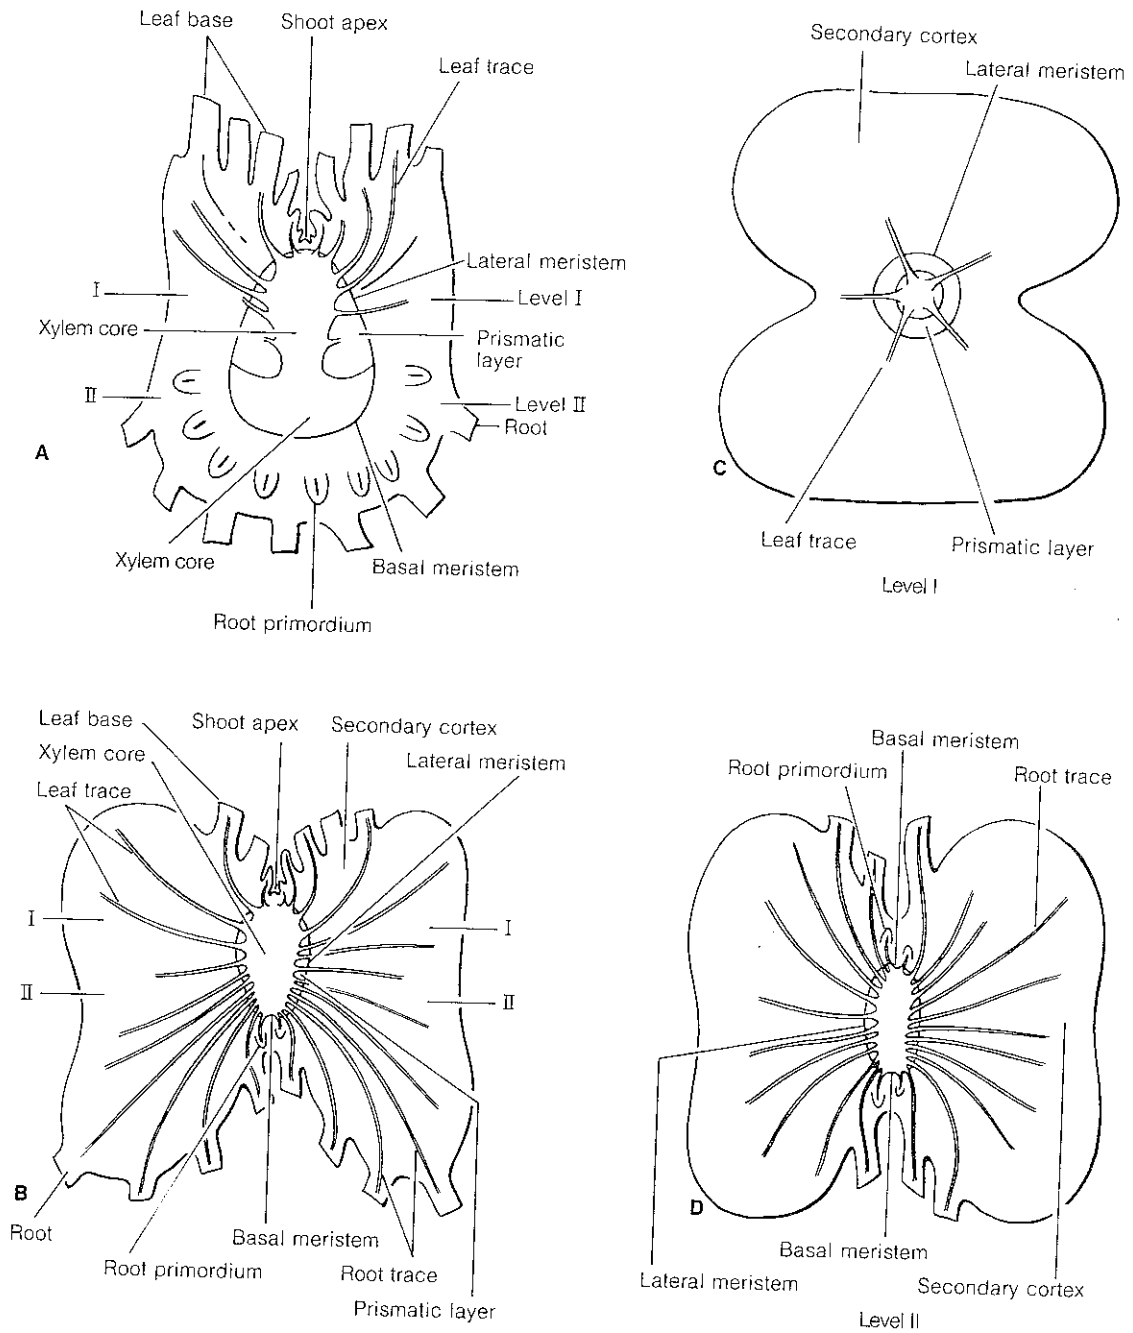 Leaf base
Shoot apex
Leaf trace
Lateral meristem
I
Level I
Xylem core
Prismatic
layer
II
Level II
Root
A
Xylem core
Basal meristem
Root primordium
Secondary cortex
Lateral meristem
C
Leaf trace
Prismatic layer
Level I
Leaf base
Shoot apex
Secondary cortex
Xylem core
Lateral meristem
Leaf trace
I
I
II
II
B
Root
Basal meristem
Root primordium
Root trace
Prismatic layer
Basal meristem
Root primordium
Root trace
D
Basal meristem
Lateral meristem
Secondary cortex
Level II